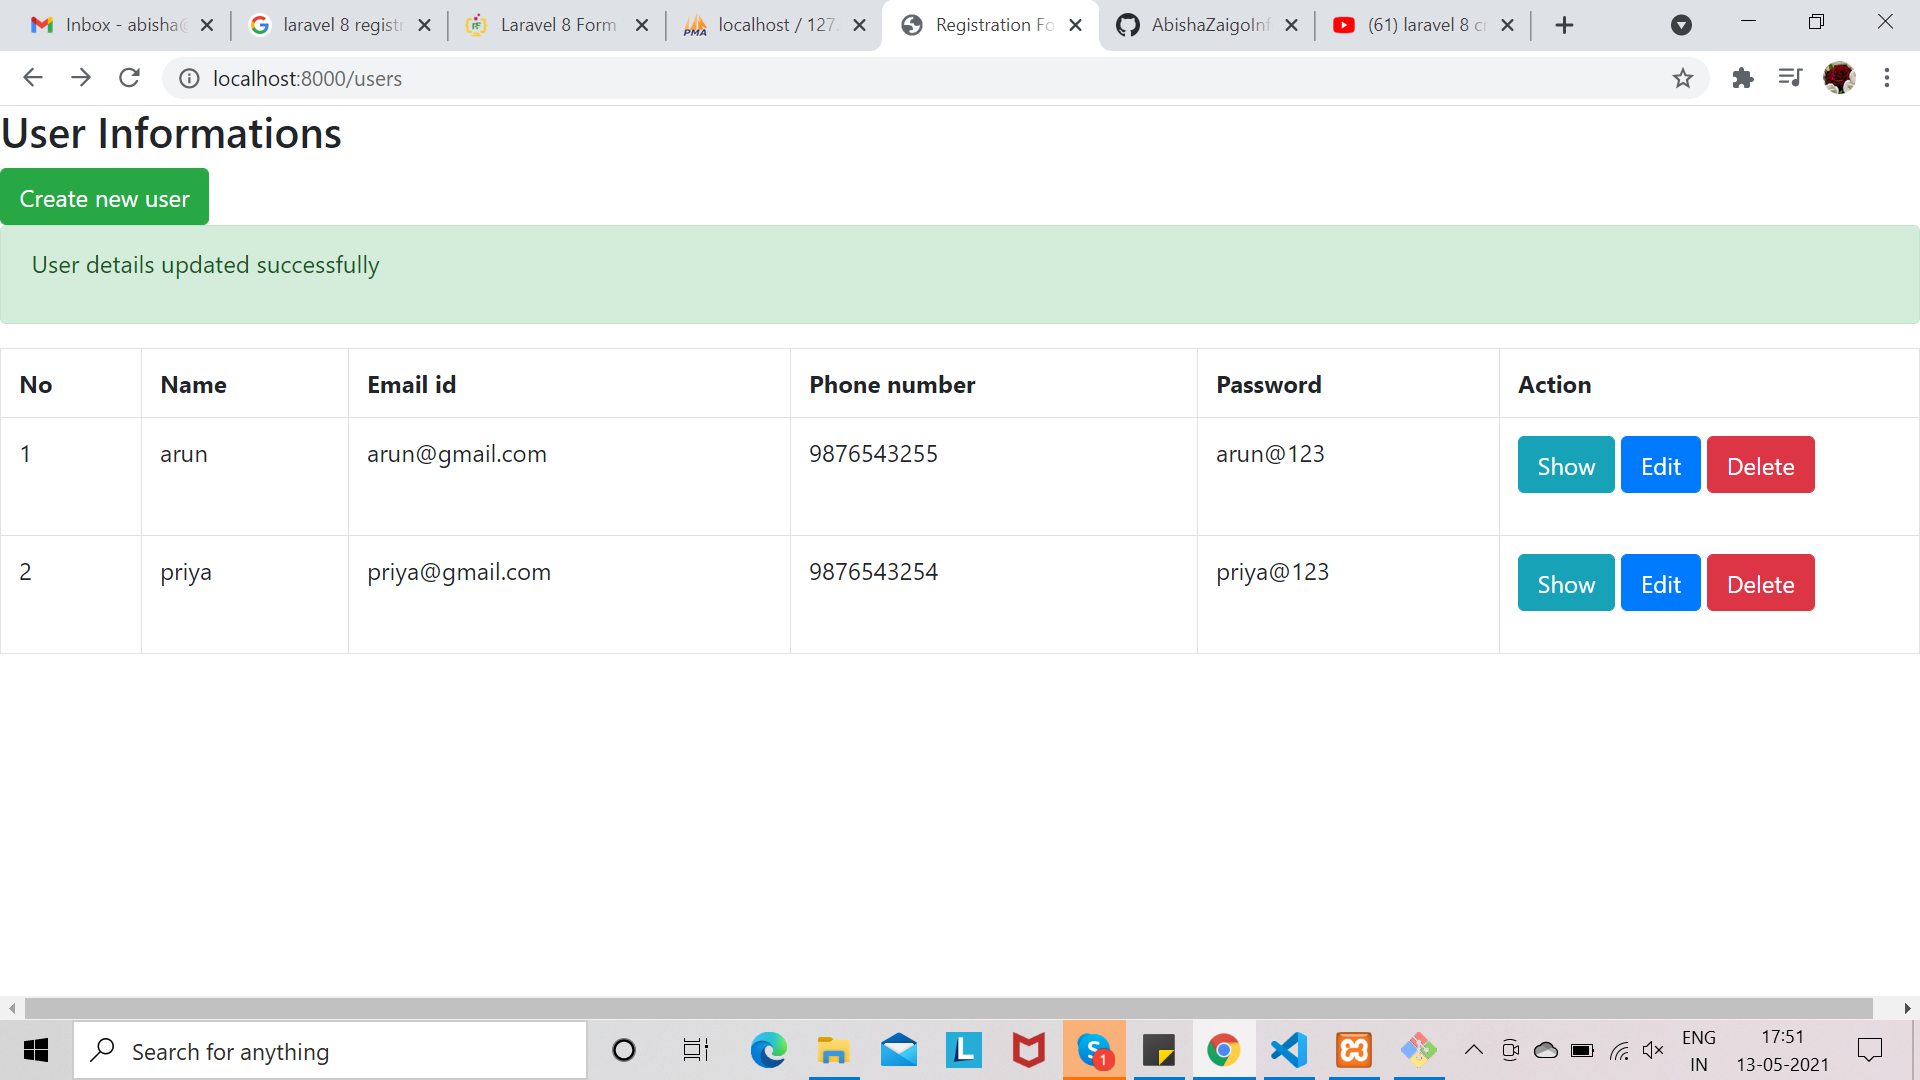 Inbox - abisha@
laravel 8 registr
Laravel 8 Form
localhost / 127.
Registration Fo
AbishaZaigoInf
(61) laravel 8 cr
localhost:8000/users
User Informations
Create new user
User details updated successfully
No Name Email id Phone number Password Action
1 arun arun@gmail.com 9876543255 arun@123 Show Edit Delete
2 priya priya@gmail.com 9876543254 priya@123 Show Edit Delete
Search for anything
L
S 1
ENG
IN
17:51
13-05-2021